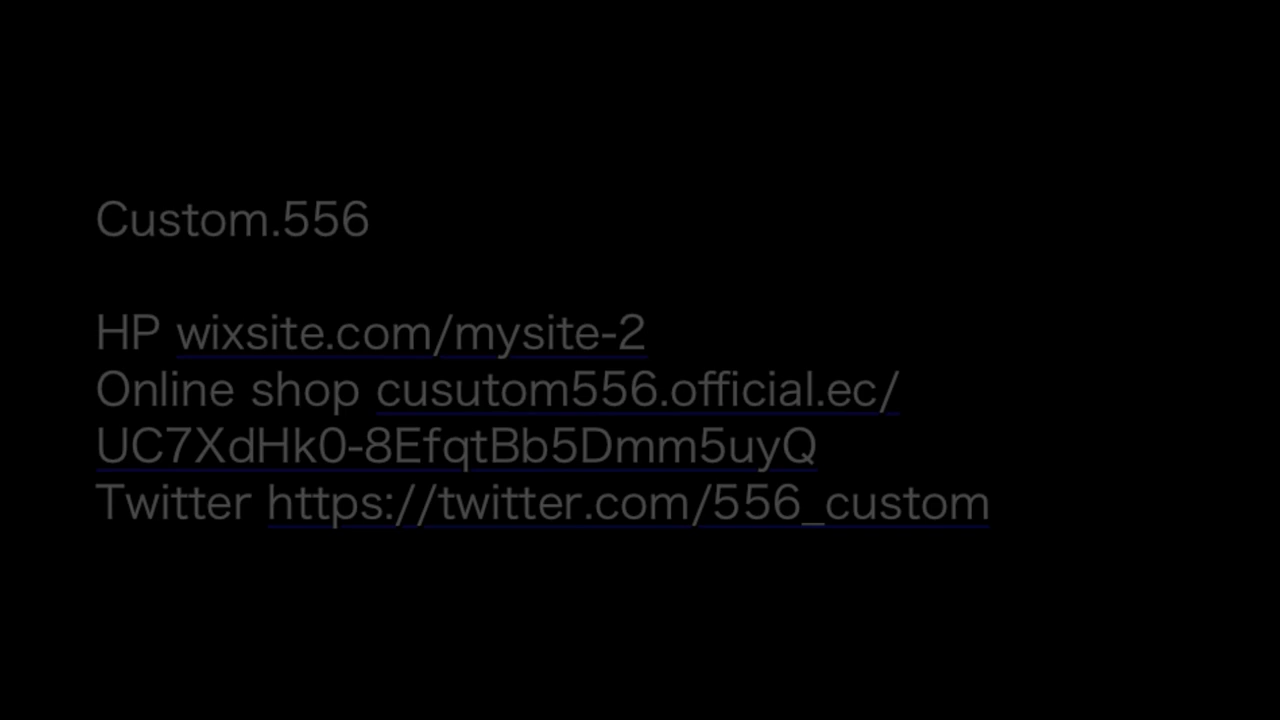 Custom.556
HP wixsite.com/mysite-2
Online shop cusutom556.official.ec/
UC7XdHk0-8EfqtBb5Dmm5uyQ
Twitter https://twitter.com/556_custom